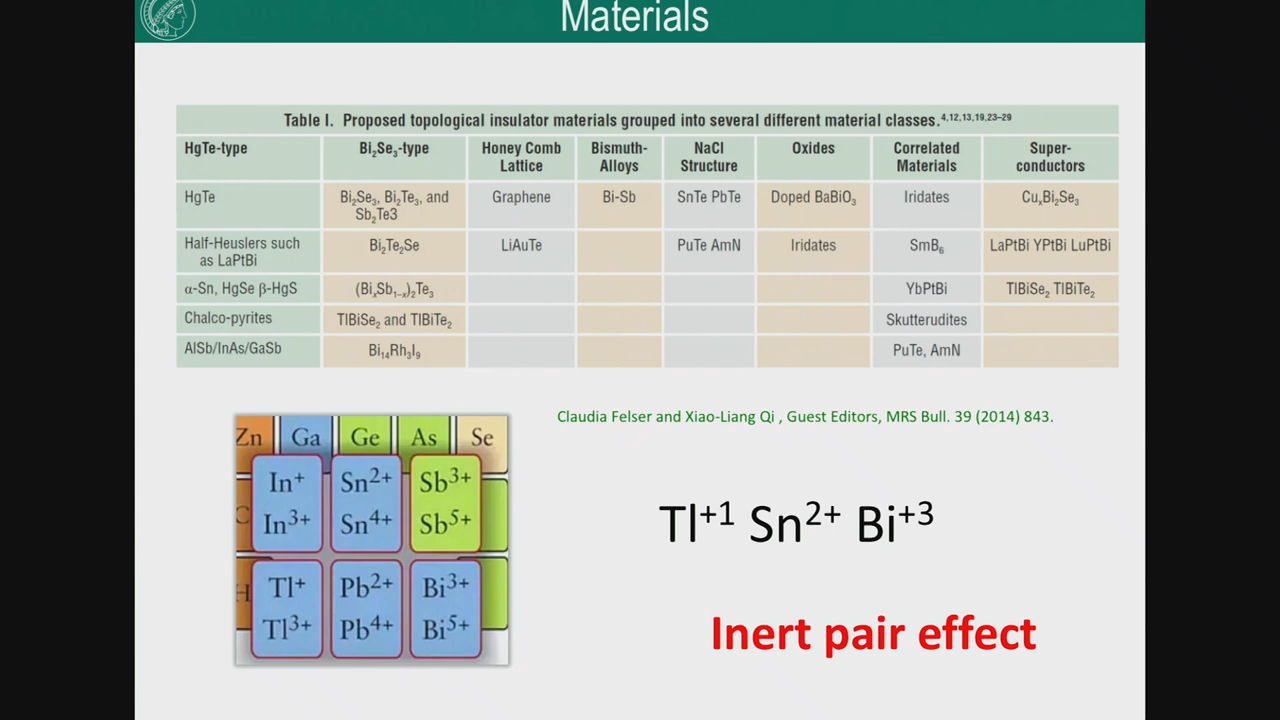 Materials
Table I. Proposed topological insulator materials grouped into several different material classes.4,12,13,19,23–29
HgTe-type Bi2Se3-type Honey Comb Lattice Bismuth-Alloys NaCl Structure Oxides Correlated Materials Super-conductors
HgTe Bi2Se3, Bi2Te3, and Sb2Te3 Graphene Bi-Sb SnTe PbTe Doped BaBiO3 Iridates CuxBi2Se3
Half-Heuslers such as LaPtBi Bi2Te2Se LiAuTe PuTe AmN Iridates SmB6 LaPtBi YPtBi LuPtBi
α-Sn, HgSe β-HgS (BixSb1-x)2Te3 YbPtBi TlBiSe2 TlBiTe2
Chalco-pyrites TlBiSe2 and TlBiTe2 Skutterudites
AlSb/InAs/GaSb Bi14Rh3I9 PuTe, AmN
Claudia Felser and Xiao-Liang Qi , Guest Editors, MRS Bull. 39 (2014) 843.
Zn Ga Ge As Se
In+ Sn2+ Sb3+
C In3+ Sn4+ Sb5+
H Tl+ Pb2+ Bi3+
Tl3+ Pb4+ Bi5+
Tl+1 Sn2+ Bi+3
Inert pair effect